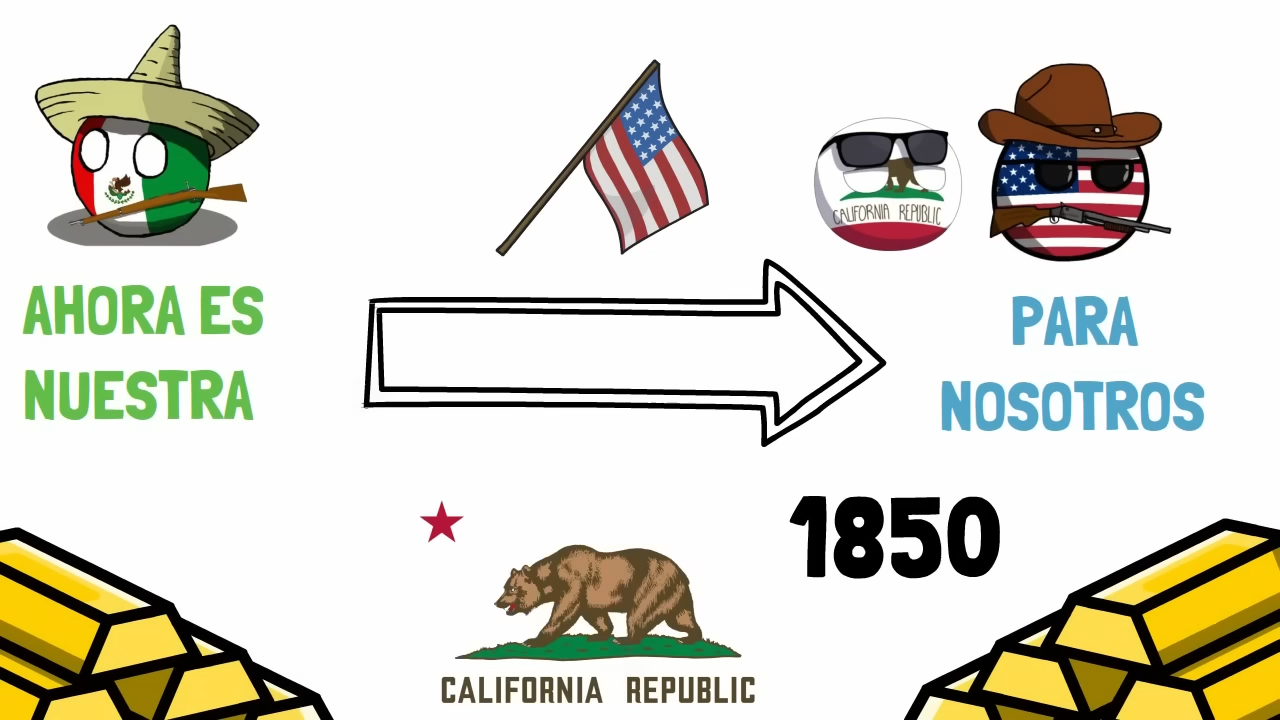 CALIFORNIA REPUBLIC
AHORA ES
NUESTRA
PARA
NOSOTROS
1850
CALIFORNIA REPUBLIC